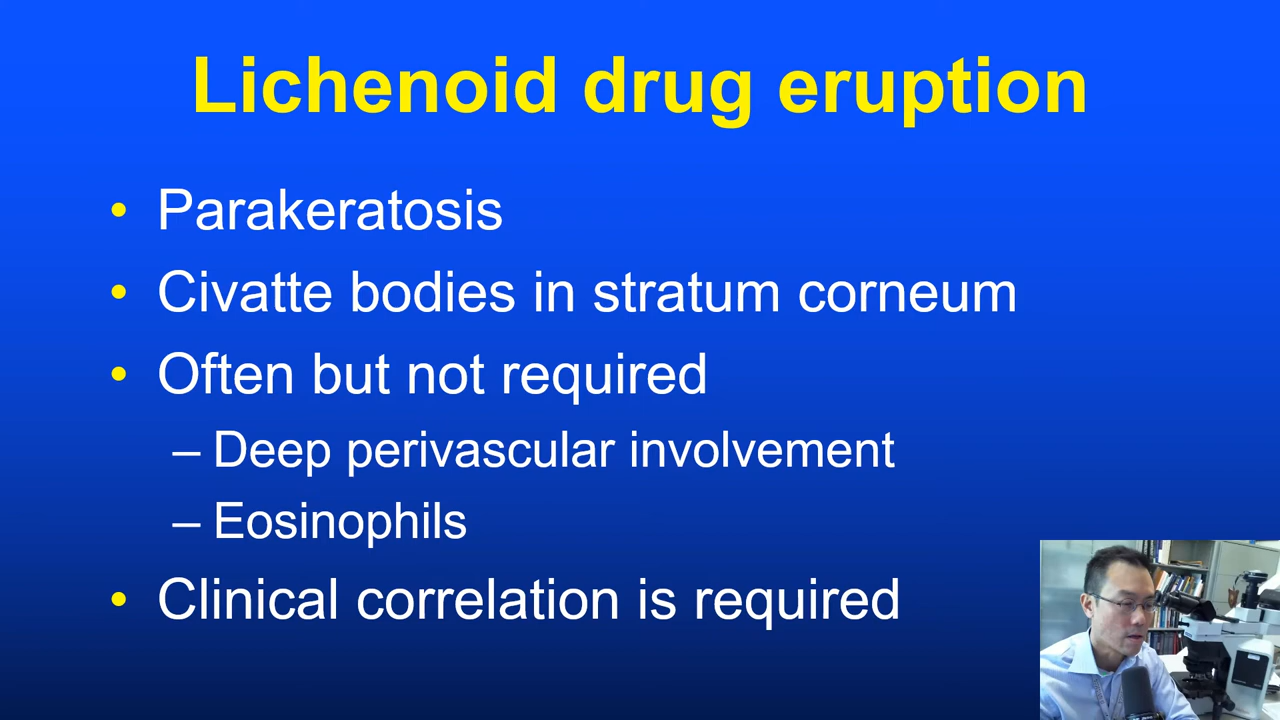 Lichenoid drug eruption
• Parakeratosis
• Civatte bodies in stratum corneum
• Often but not required
– Deep perivascular involvement
– Eosinophils
• Clinical correlation is required